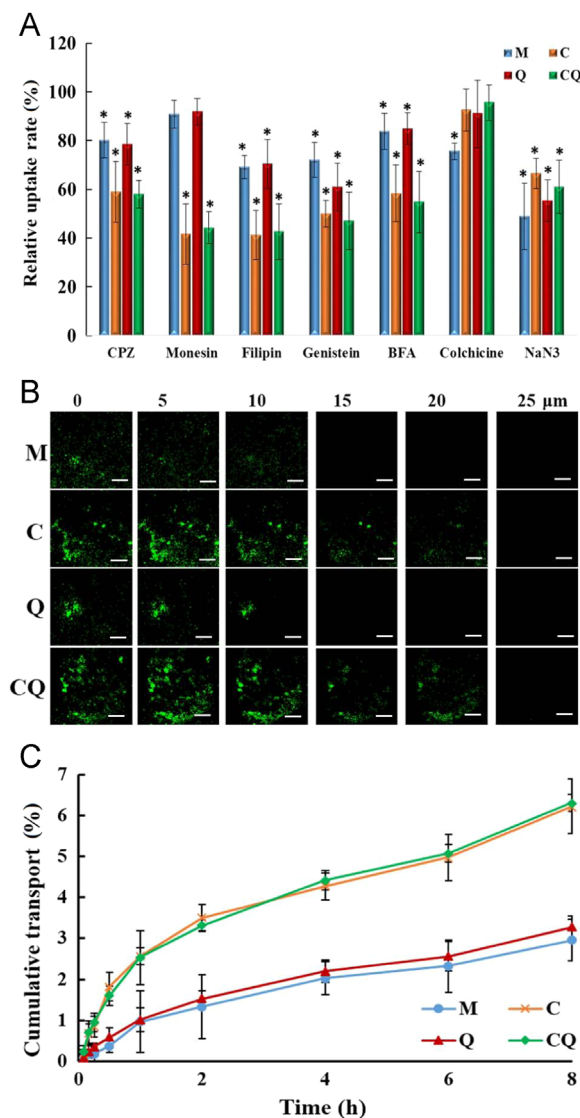 A
120
100
80
60
40
20
0
Relative uptake rate (%)
M C
Q CQ
* * * * * * * * * * * * * * * * * * * * * * * *
CPZ Monesin Filipin Genistein BFA Colchicine NaN3
B
0 5 10 15 20 25 μm
M
C
Q
CQ
C
7
6
5
4
3
2
1
0
Cumulative transport (%)
M C
Q CQ
0 2 4 6 8
Time (h)